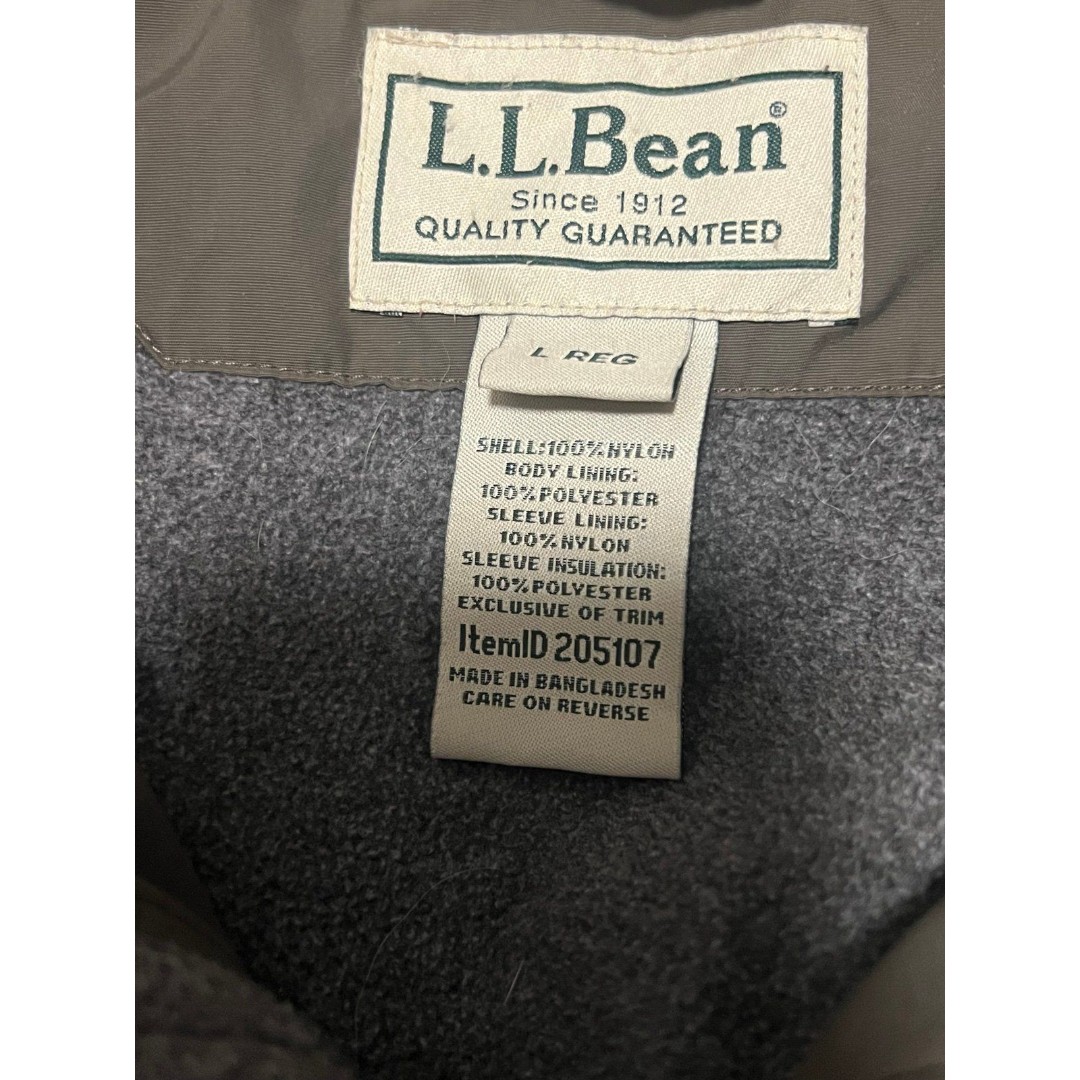 L.L.Bean®
Since 1912
QUALITY GUARANTEED
L REG
SHELL:100%NYLON
BODY LINING:
100%POLYESTER
SLEEVE LINING:
100%NYLON
SLEEVE INSULATION:
100%POLYESTER
EXCLUSIVE OF TRIM
ItemID 205107
MADE IN BANGLADESH
CARE ON REVERSE